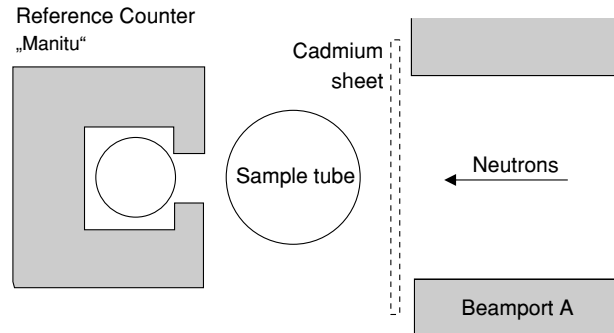 Reference Counter
„Manitu“
Cadmium
sheet
Sample tube
Neutrons
Beamport A